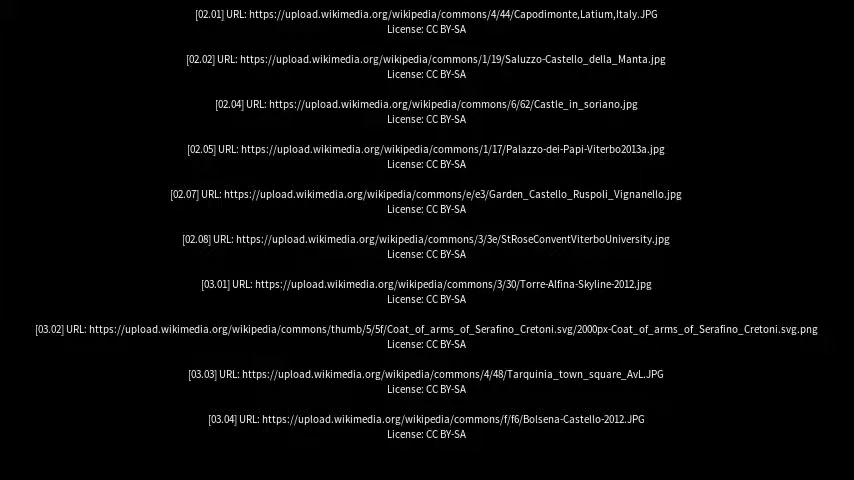 [02.01] URL: https://upload.wikimedia.org/wikipedia/commons/4/44/Capodimonte,Latium,Italy.JPG
License: CC BY-SA
[02.02] URL: https://upload.wikimedia.org/wikipedia/commons/1/19/Saluzzo-Castello_della_Manta.jpg
License: CC BY-SA
[02.04] URL: https://upload.wikimedia.org/wikipedia/commons/6/62/Castle_in_soriano.jpg
License: CC BY-SA
[02.05] URL: https://upload.wikimedia.org/wikipedia/commons/1/17/Palazzo-dei-Papi-Viterbo2013a.jpg
License: CC BY-SA
[02.07] URL: https://upload.wikimedia.org/wikipedia/commons/e/e3/Garden_Castello_Ruspoli_Vignanello.jpg
License: CC BY-SA
[02.08] URL: https://upload.wikimedia.org/wikipedia/commons/3/3e/StRoseConventViterboUniversity.jpg
License: CC BY-SA
[03.01] URL: https://upload.wikimedia.org/wikipedia/commons/3/30/Torre-Alfina-Skyline-2012.jpg
License: CC BY-SA
[03.02] URL: https://upload.wikimedia.org/wikipedia/commons/thumb/5/5f/Coat_of_arms_of_Serafino_Cretoni.svg/2000px-Coat_of_arms_of_Serafino_Cretoni.svg.png
License: CC BY-SA
[03.03] URL: https://upload.wikimedia.org/wikipedia/commons/4/48/Tarquinia_town_square_AvL.JPG
License: CC BY-SA
[03.04] URL: https://upload.wikimedia.org/wikipedia/commons/f/f6/Bolsena-Castello-2012.JPG
License: CC BY-SA